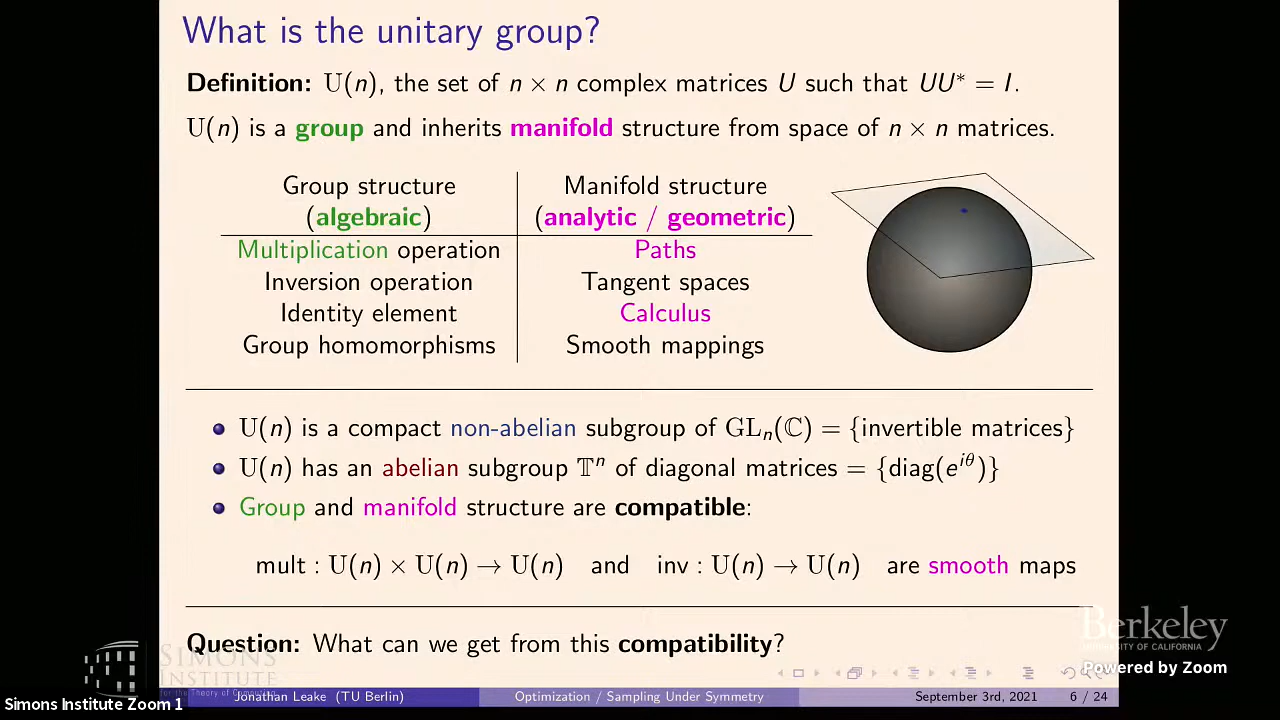 What is the unitary group?
Definition: U(n), the set of n × n complex matrices U such that UU* = I.
U(n) is a group and inherits manifold structure from space of n × n matrices.
Group structure
(algebraic)
Manifold structure
(analytic / geometric)
Multiplication operation
Paths
Inversion operation
Tangent spaces
Identity element
Calculus
Group homomorphisms
Smooth mappings
U(n) is a compact non-abelian subgroup of GLₙ(ℂ) = {invertible matrices}
U(n) has an abelian subgroup 𝕋ⁿ of diagonal matrices = {diag(e^{iθ})}
Group and manifold structure are compatible:
mult : U(n) × U(n) → U(n) and inv : U(n) → U(n) are smooth maps
Question: What can we get from this compatibility?
Berkeley
UNIVERSITY OF CALIFORNIA
Powered by Zoom
SIMONS
INSTITUTE
for the Theory of Computing
Jonathan Leake (TU Berlin)
Optimization / Sampling Under Symmetry
September 3rd, 2021
6 / 24
Simons Institute Zoom 1